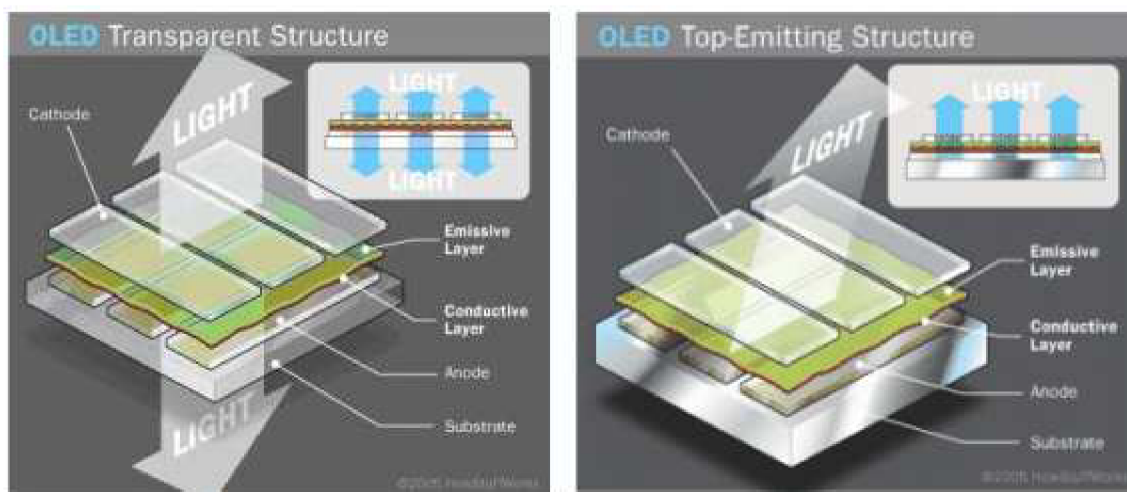 OLED Transparent Structure
LIGHT
LIGHT
LIGHT
Cathode
Emissive
Layer
Conductive
Layer
Anode
Substrate
LIGHT
OLED Top-Emitting Structure
LIGHT
LIGHT
Cathode
Emissive
Layer
Conductive
Layer
Anode
Substrate
HowStuffWorks